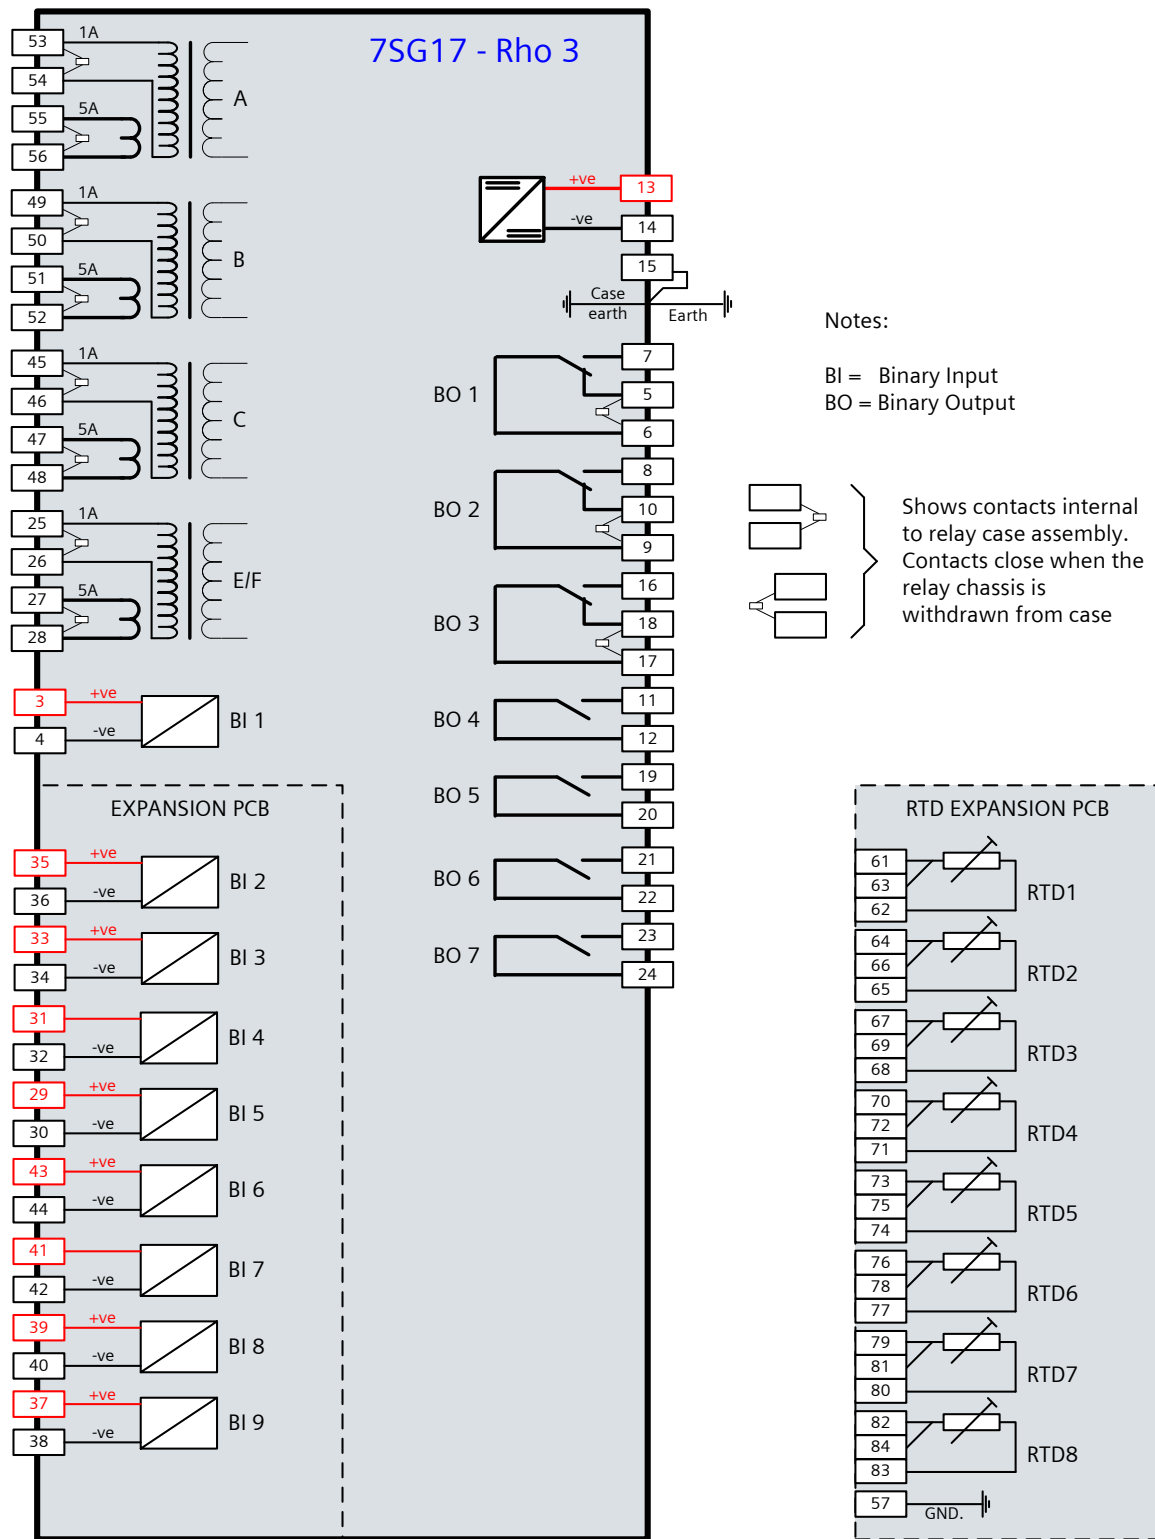 7SG17 - Rho 3
53 1A
54
55 5A
56
A
49 1A
50
51 5A
52
B
45 1A
46
47 5A
48
C
25 1A
26
27 5A
28
E/F
3 +ve
4 -ve
BI 1
EXPANSION PCB
35 +ve
36 -ve
BI 2
33 +ve
34 -ve
BI 3
31
32 -ve
BI 4
29 +ve
30 -ve
BI 5
43 +ve
44 -ve
BI 6
41
42 -ve
BI 7
39 +ve
40 -ve
BI 8
37 +ve
38 -ve
BI 9
+ve 13
-ve 14
15
Case
earth
Earth
BO 1
7
5
6
BO 2
8
10
9
BO 3
16
18
17
BO 4
11
12
BO 5
19
20
BO 6
21
22
BO 7
23
24
Notes:
BI = Binary Input
BO = Binary Output
Shows contacts internal
to relay case assembly.
Contacts close when the
relay chassis is
withdrawn from case
RTD EXPANSION PCB
61
63
62
RTD1
64
66
65
RTD2
67
69
68
RTD3
70
72
71
RTD4
73
75
74
RTD5
76
78
77
RTD6
79
81
80
RTD7
82
84
83
RTD8
57
GND.